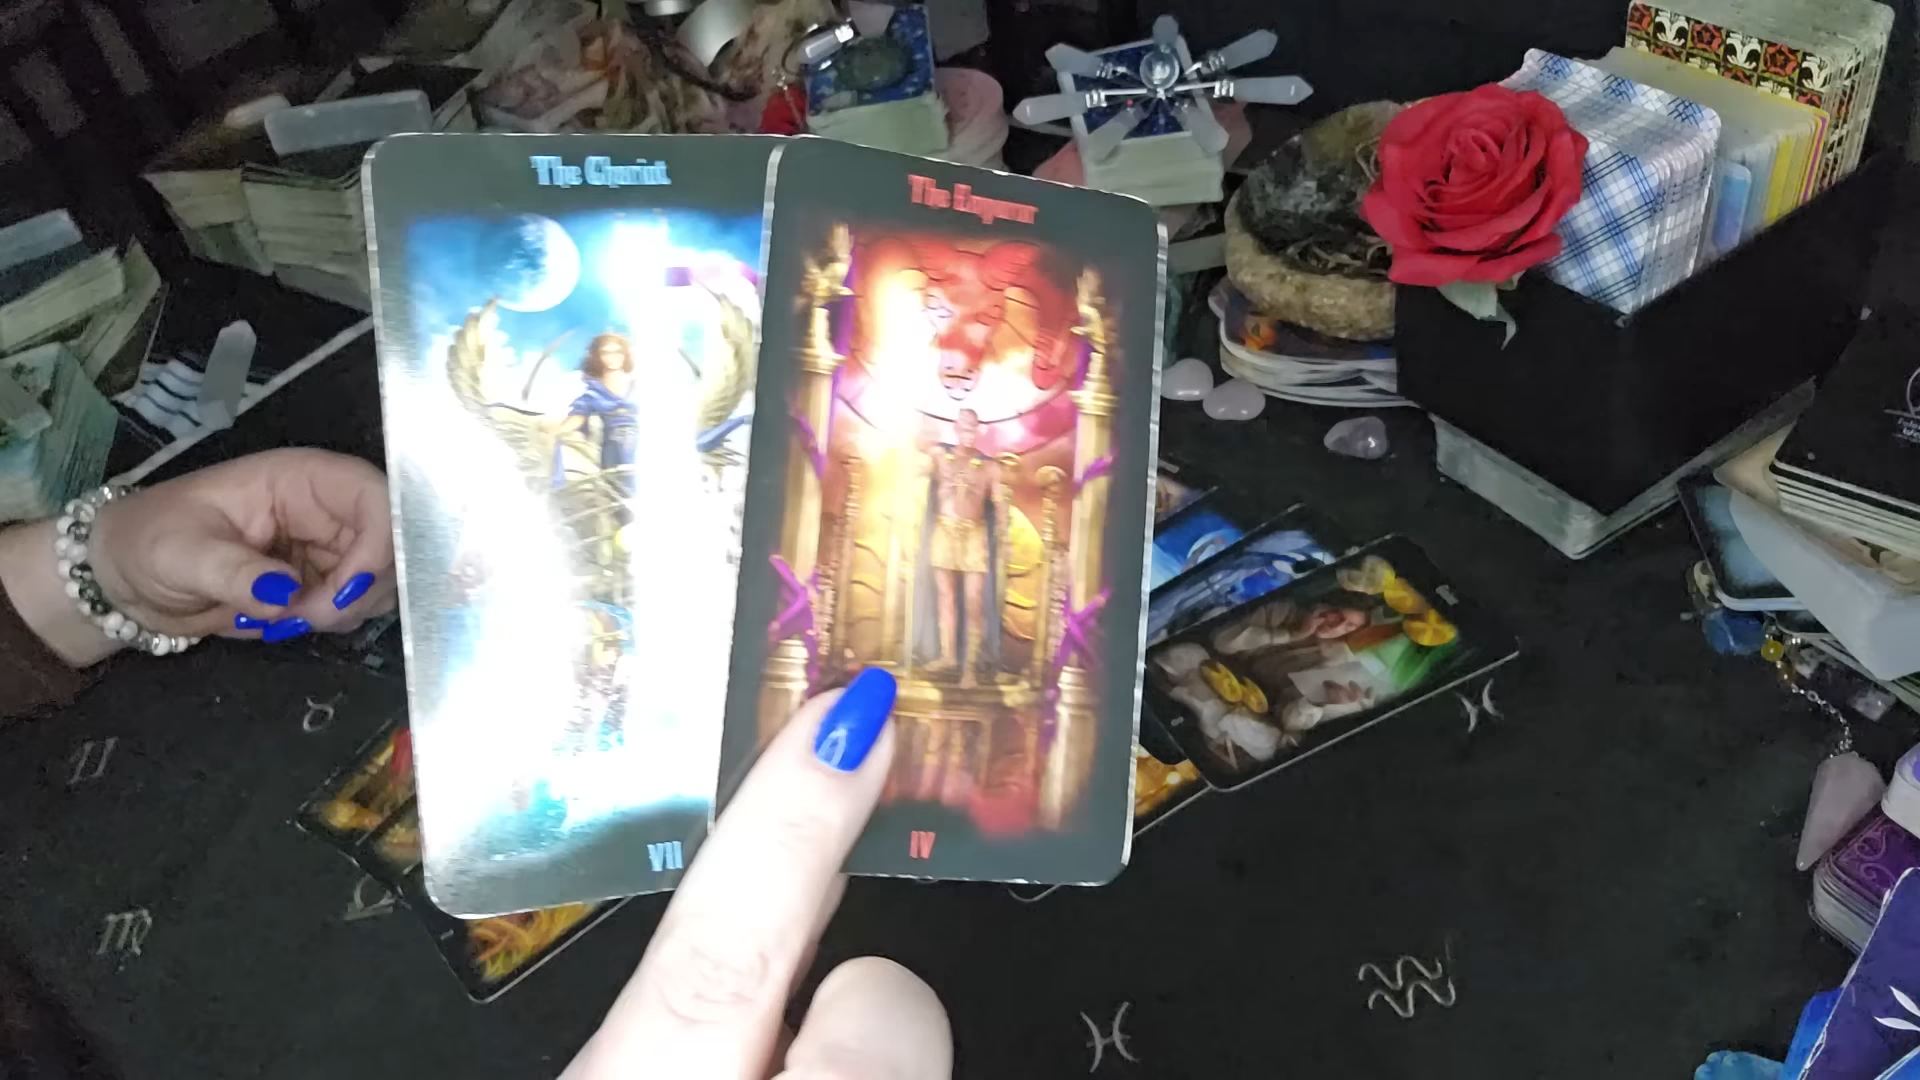 The Chariot
The Emperor
VII
IV